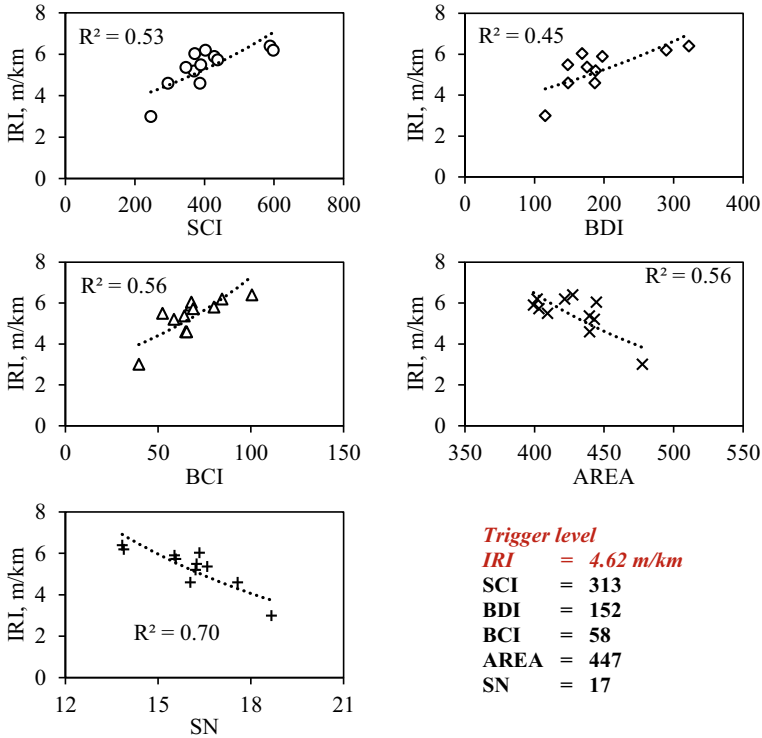 R² = 0.53
IRI, m/km
8
6
4
2
0
0 200 400 600 800
SCI
R² = 0.45
IRI, m/km
8
6
4
2
0
0 100 200 300 400
BDI
R² = 0.56
IRI, m/km
8
6
4
2
0
0 50 100 150
BCI
R² = 0.56
IRI, m/km
8
6
4
2
0
350 400 450 500 550
AREA
R² = 0.70
IRI, m/km
8
6
4
2
0
12 15 18 21
SN
Trigger level
IRI = 4.62 m/km
SCI = 313
BDI = 152
BCI = 58
AREA = 447
SN = 17